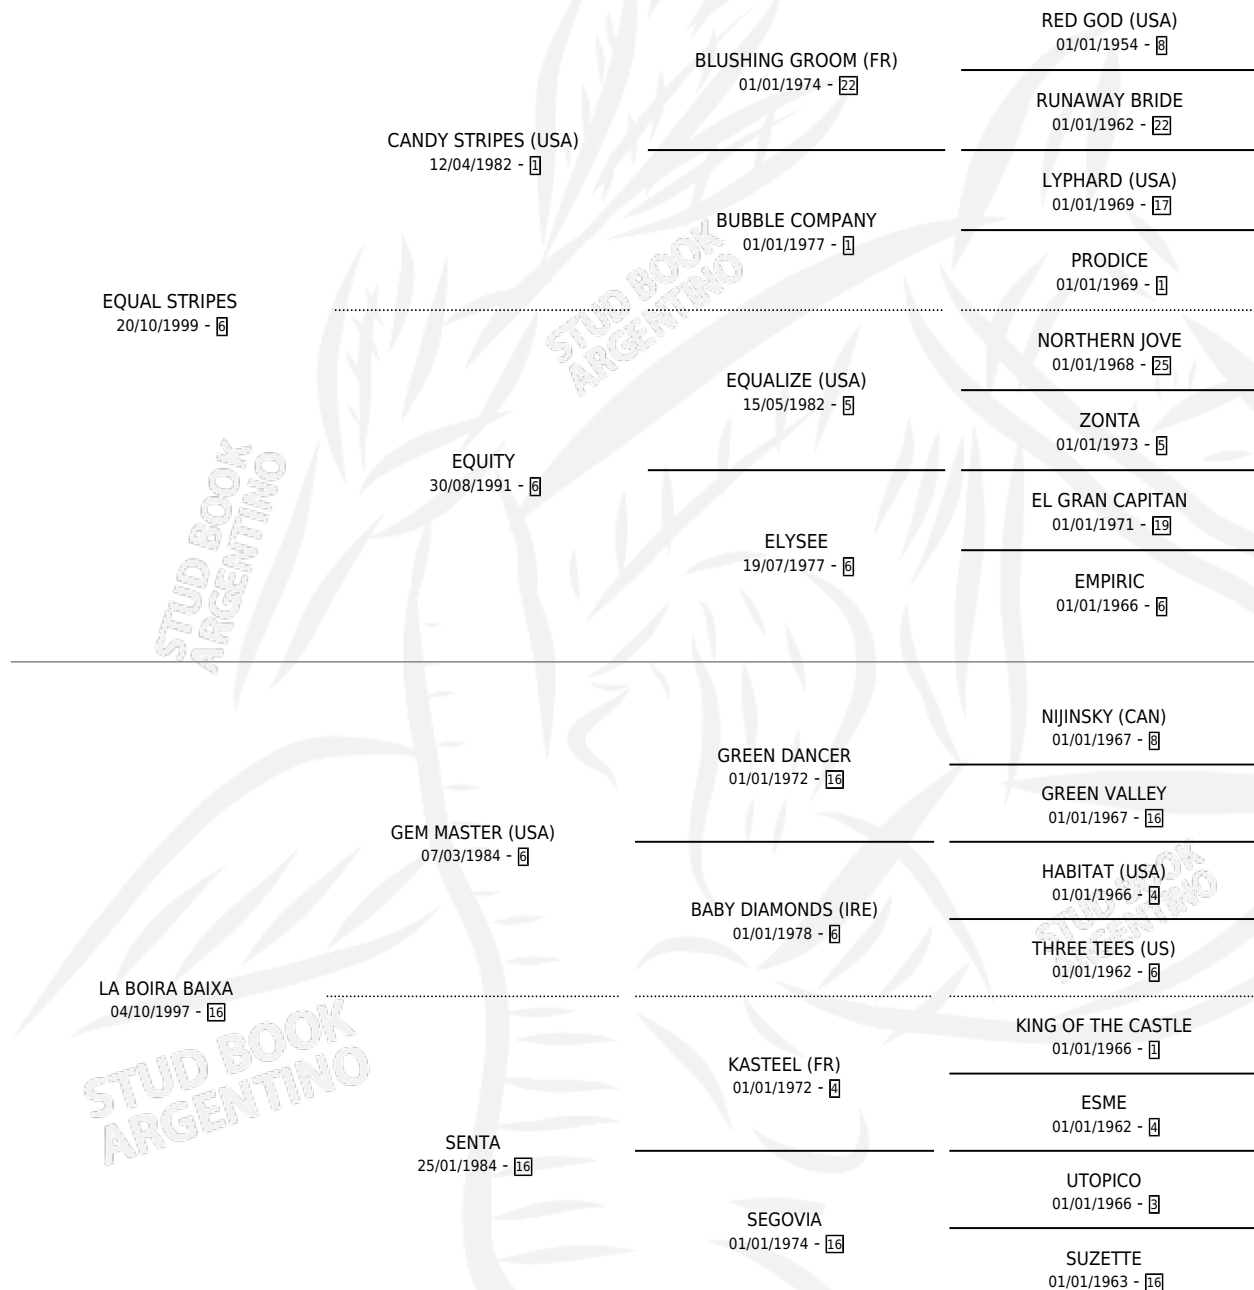 RED GOD (USA)
01/01/1954 - 8
BLUSHING GROOM (FR)
01/01/1974 - 22
RUNAWAY BRIDE
01/01/1962 - 22
CANDY STRIPES (USA)
12/04/1982 - 1
LYPHARD (USA)
01/01/1969 - 17
BUBBLE COMPANY
01/01/1977 - 1
PRODICE
01/01/1969 - 1
EQUAL STRIPES
20/10/1999 - 6
NORTHERN JOVE
01/01/1968 - 25
EQUALIZE (USA)
15/05/1982 - 5
ZONTA
01/01/1973 - 5
EQUITY
30/08/1991 - 6
EL GRAN CAPITAN
01/01/1971 - 19
ELYSEE
19/07/1977 - 6
EMPIRIC
01/01/1966 - 6
NIJINSKY (CAN)
01/01/1967 - 8
GREEN DANCER
01/01/1972 - 16
GREEN VALLEY
01/01/1967 - 16
GEM MASTER (USA)
07/03/1984 - 6
HABITAT (USA)
01/01/1966 - 4
BABY DIAMONDS (IRE)
01/01/1978 - 6
THREE TEES (US)
01/01/1962 - 6
LA BOIRA BAIXA
04/10/1997 - 16
KING OF THE CASTLE
01/01/1966 - 1
KASTEEL (FR)
01/01/1972 - 4
ESME
01/01/1962 - 4
SENTA
25/01/1984 - 16
UTOPICO
01/01/1966 - 3
SEGOVIA
01/01/1974 - 16
SUZETTE
01/01/1963 - 16
STUD BOOK
ARGENTINO
STUD BOOK
ARGENTINO
STUD BOOK
ARGENTINO
STUD BOOK
ARGENTINO